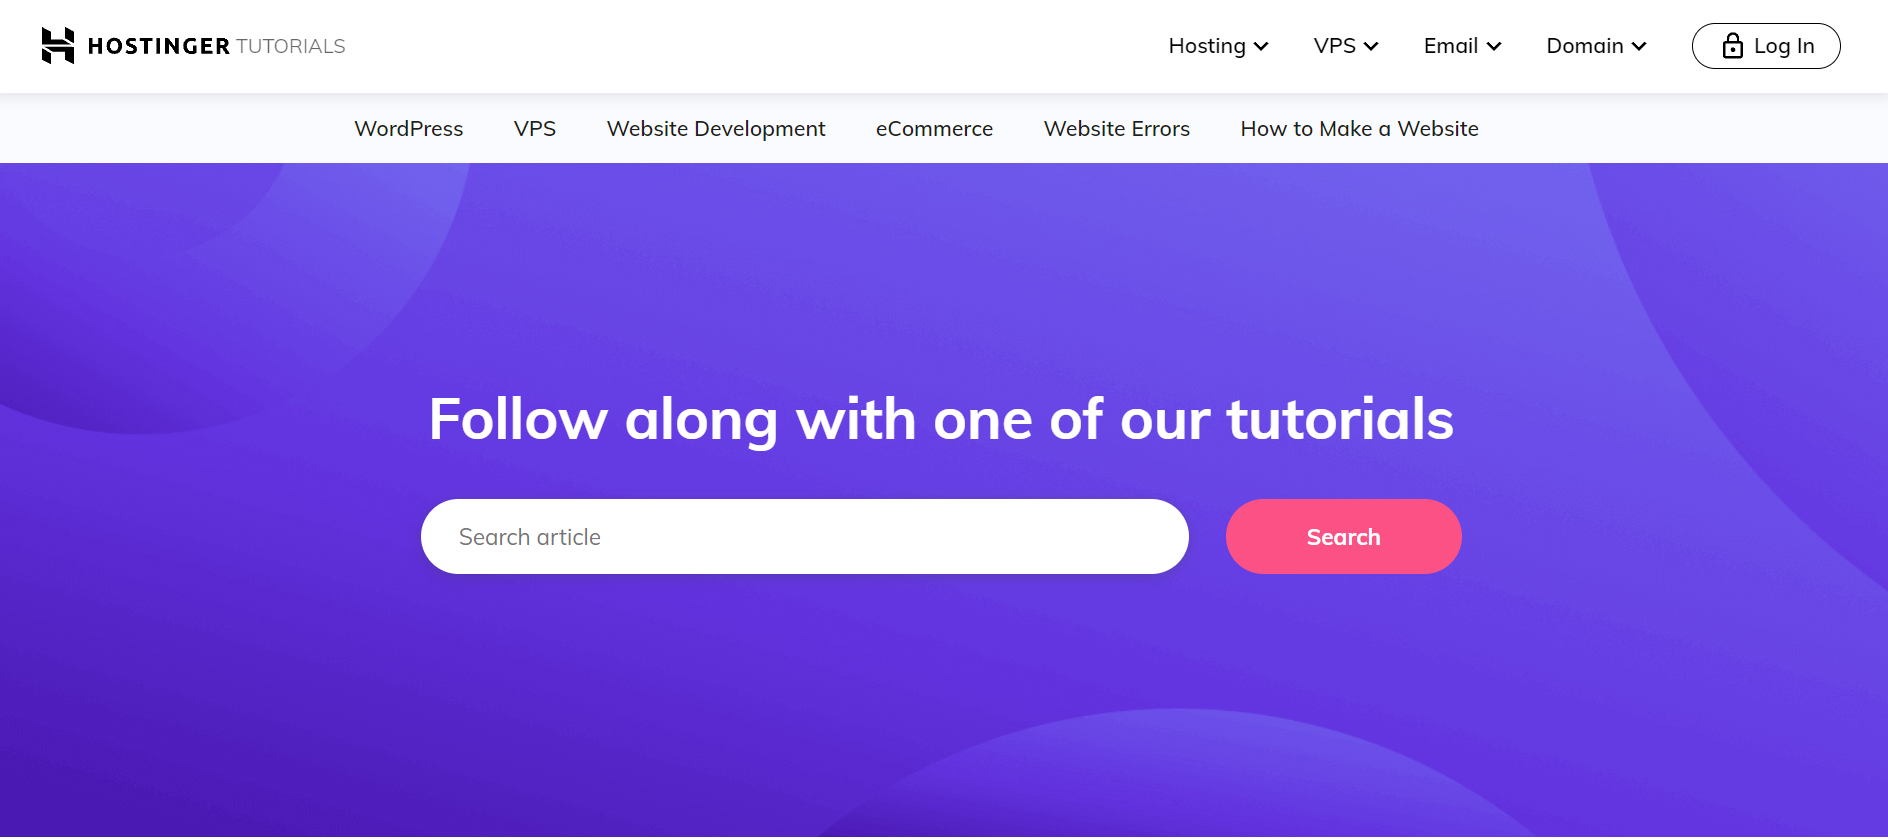 HOSTINGER TUTORIALS
Hosting VPS Email Domain Log In
WordPress VPS Website Development eCommerce Website Errors How to Make a Website
Follow along with one of our tutorials
Search article Search